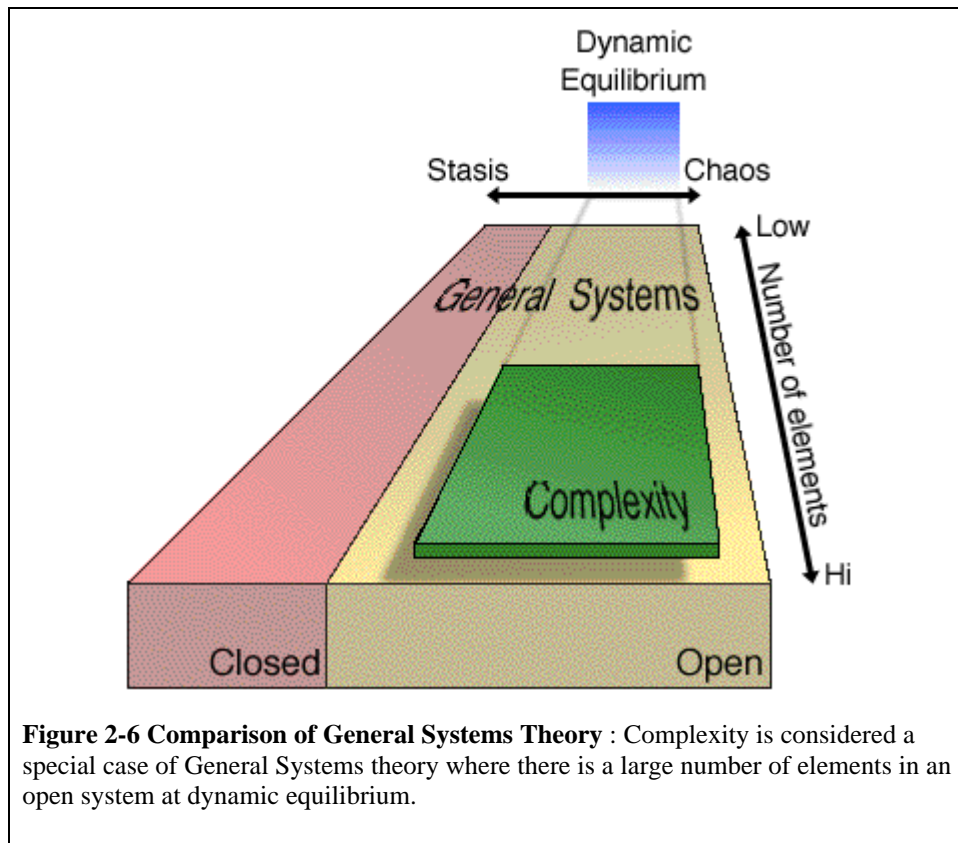 Dynamic
Equilibrium
Stasis
Chaos
Low
General Systems
Number of elements
Complexity
Hi
Closed
Open
Figure 2-6 Comparison of General Systems Theory : Complexity is considered a
special case of General Systems theory where there is a large number of elements in an
open system at dynamic equilibrium.